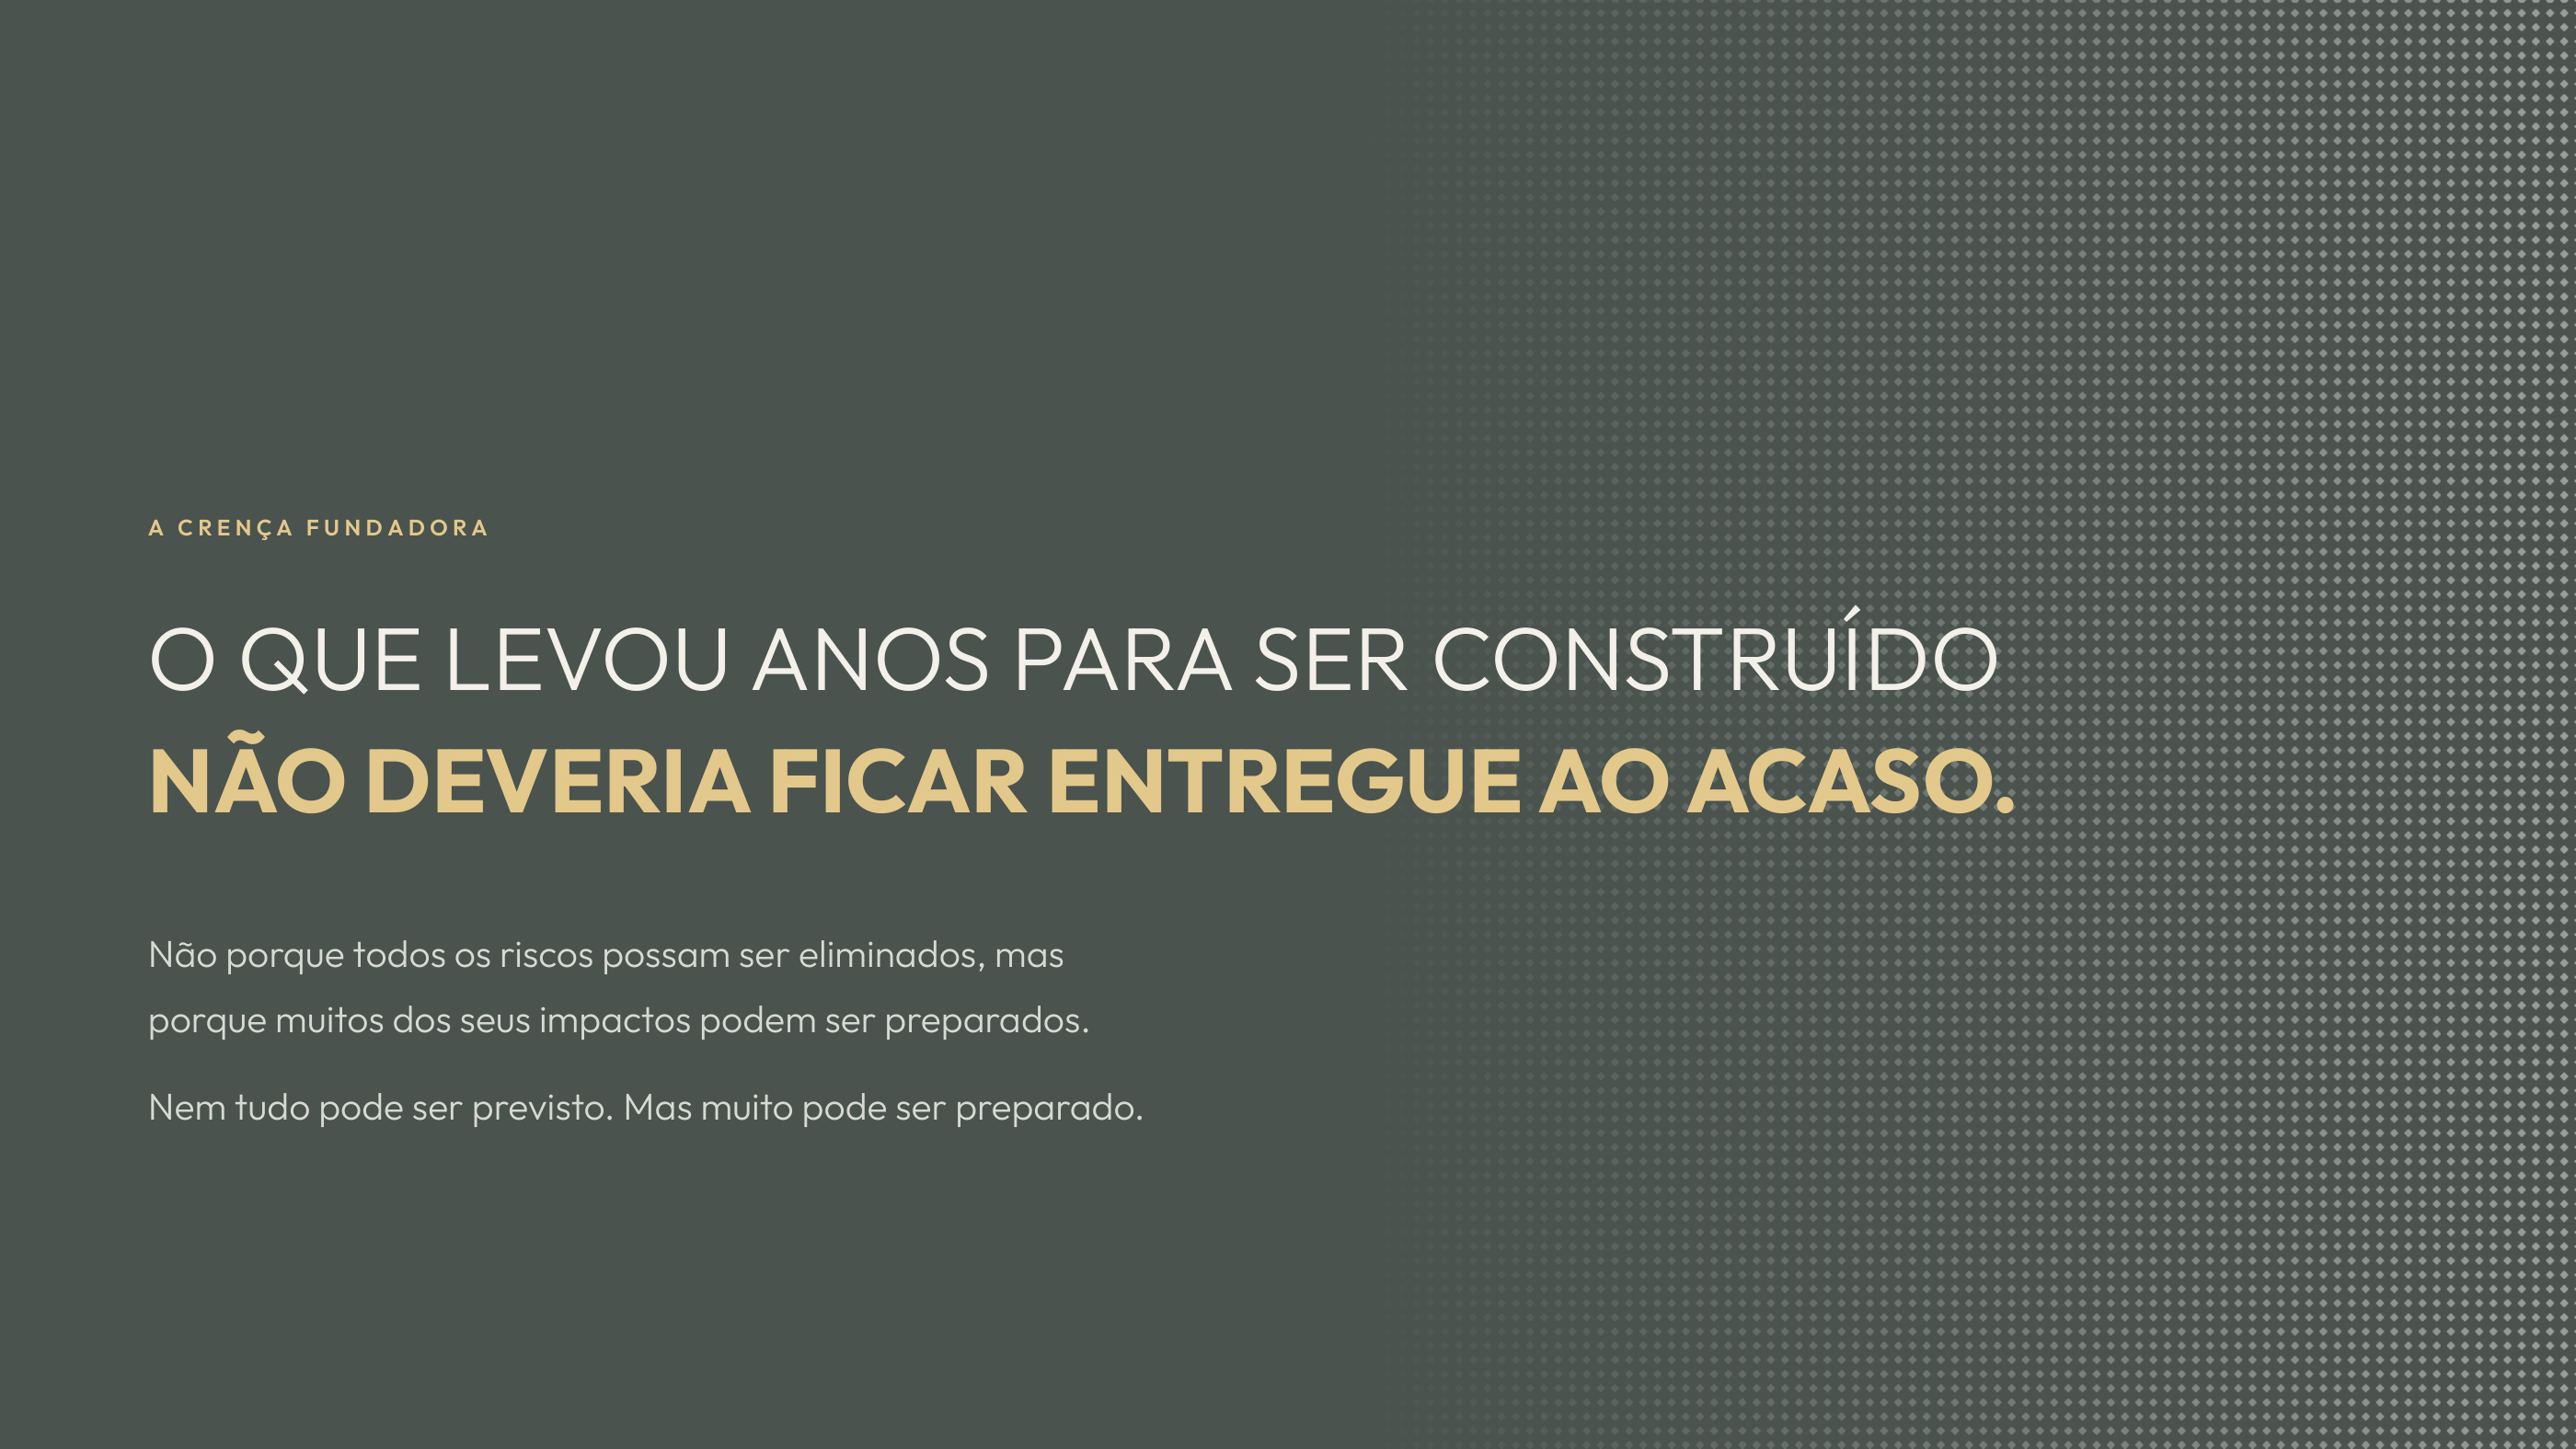 A CRENÇA FUNDADORA
O QUE LEVOU ANOS PARA SER CONSTRUÍDO
NÃO DEVERIA FICAR ENTREGUE AO ACASO.
Não porque todos os riscos possam ser eliminados, mas
porque muitos dos seus impactos podem ser preparados.
Nem tudo pode ser previsto. Mas muito pode ser preparado.